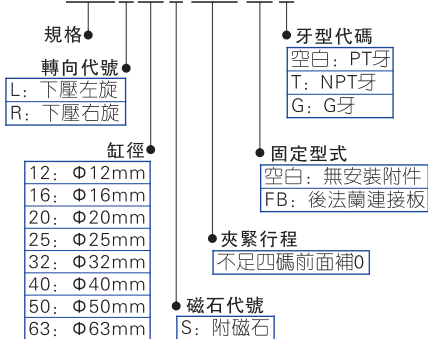 規格
轉向代號
L: 下壓左旋
R: 下壓右旋
缸徑
12: Φ12mm
16: Φ16mm
20: Φ20mm
25: Φ25mm
32: Φ32mm
40: Φ40mm
50: Φ50mm
63: Φ63mm
磁石代號
S: 附磁石
夾緊行程
不足四碼前面補0
固定型式
空白: 無安裝附件
FB: 後法蘭連接板
牙型代碼
空白: PT牙
T: NPT牙
G: G牙